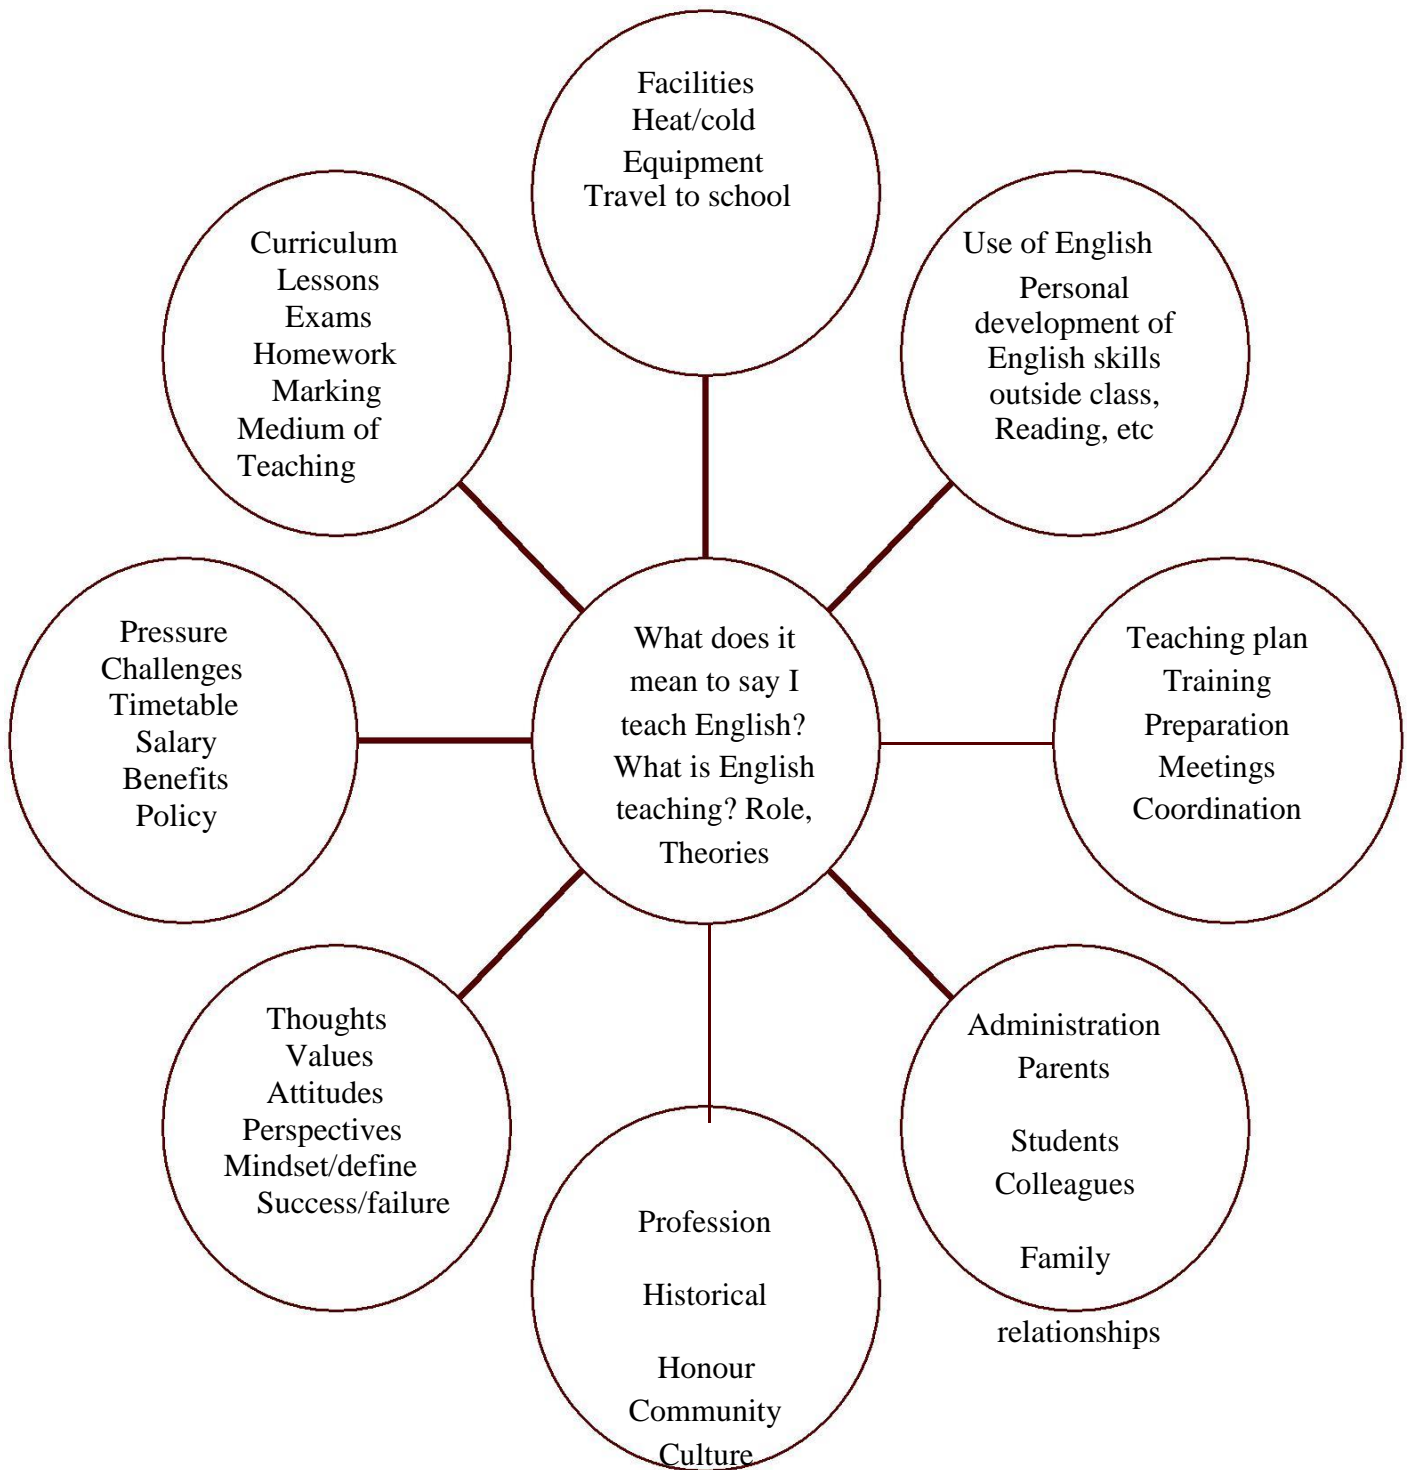 Facilities
Heat/cold
Equipment
Travel to school
Curriculum
Lessons
Exams
Homework
Marking
Medium of
Teaching
Use of English
Personal
development of
English skills
outside class,
Reading, etc
Pressure
Challenges
Timetable
Salary
Benefits
Policy
What does it
mean to say I
teach English?
What is English
teaching? Role,
Theories
Teaching plan
Training
Preparation
Meetings
Coordination
Thoughts
Values
Attitudes
Perspectives
Mindset/define
Success/failure
Profession
Historical
Honour
Community
Culture
Administration
Parents
Students
Colleagues
Family
relationships